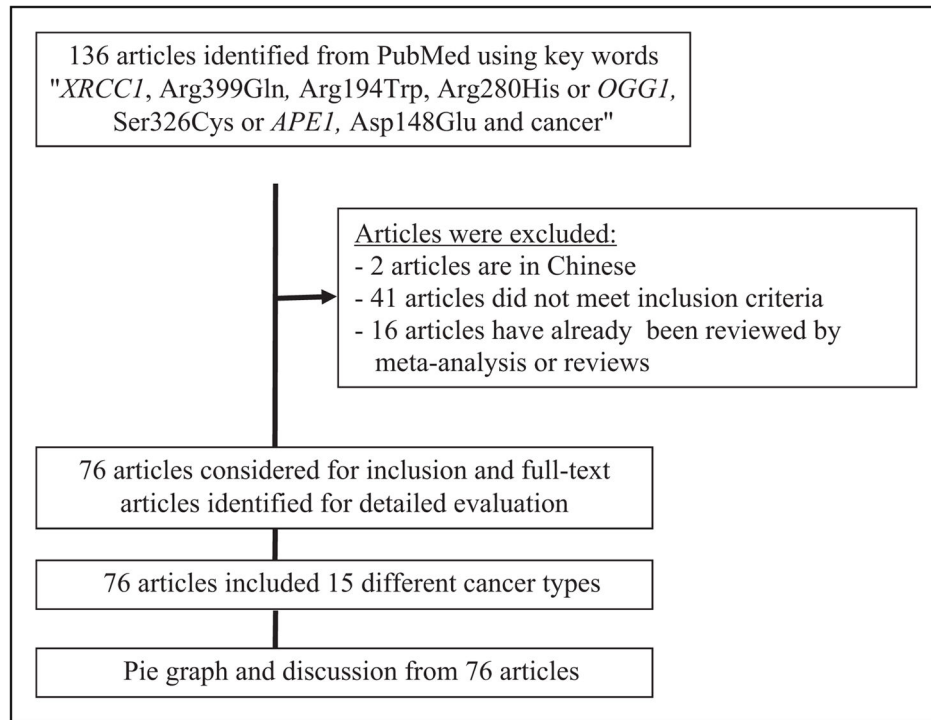 136 articles identified from PubMed using key words
"XRCC1, Arg399Gln, Arg194Trp, Arg280His or OGG1,
Ser326Cys or APE1, Asp148Glu and cancer"
Articles were excluded:
- 2 articles are in Chinese
- 41 articles did not meet inclusion criteria
- 16 articles have already been reviewed by
meta-analysis or reviews
76 articles considered for inclusion and full-text
articles identified for detailed evaluation
76 articles included 15 different cancer types
Pie graph and discussion from 76 articles